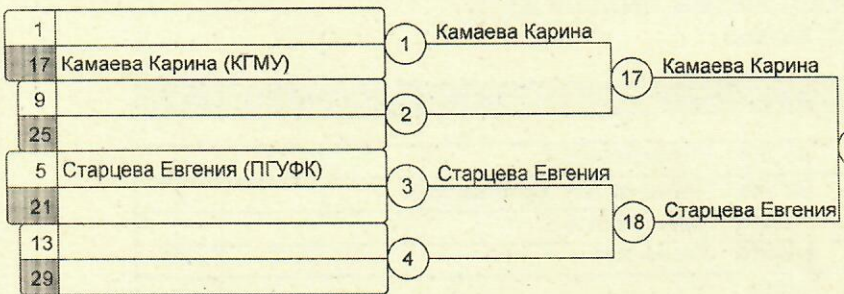 1
17 Камаева Карина (КГМУ)
1 Камаева Карина
9
25
2
17 Камаева Карина
5 Старцева Евгения (ПГУФК)
21
3 Старцева Евгения
13
29
4
18 Старцева Евгения